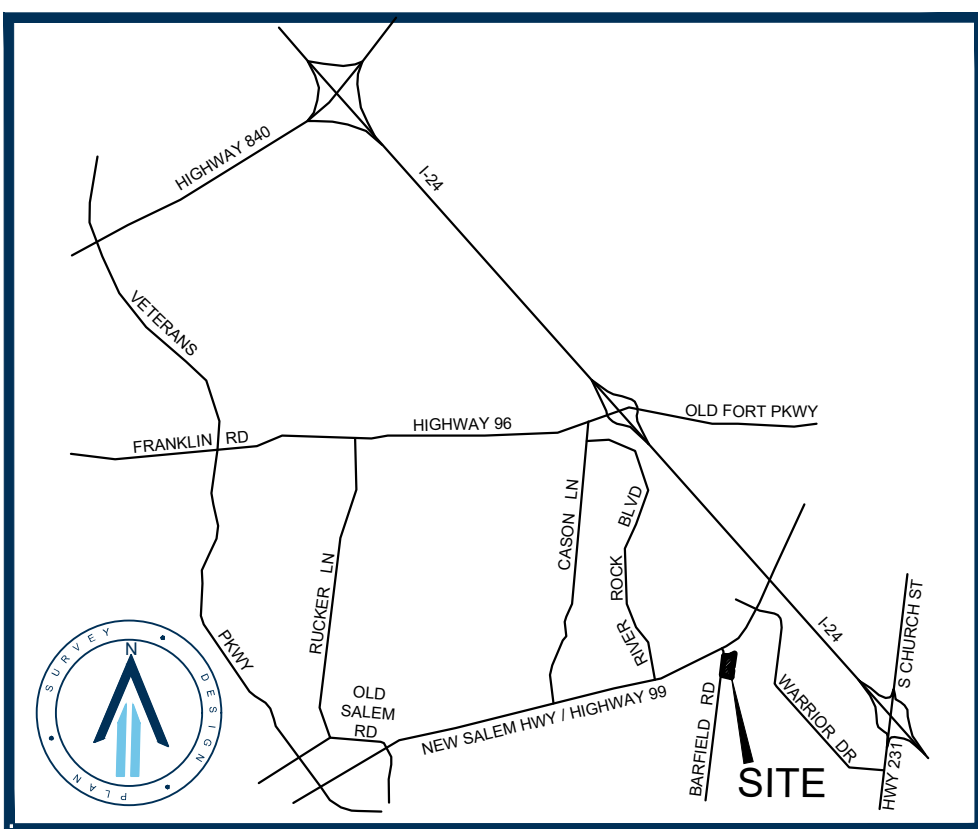 HIGHWAY 840
I-24
VETERANS
OLD FORT PKWY
HIGHWAY 96
FRANKLIN RD
CASON LN
RIVER ROCK BLVD
RUCKER LN
I-24
S CHURCH ST
PKWY
OLD
SALEM
RD
NEW SALEM HWY / HIGHWAY 99
BARFIELD RD
WARRIOR DR
HWY 231
SITE
SURVEY
DESIGN
PLAN
N